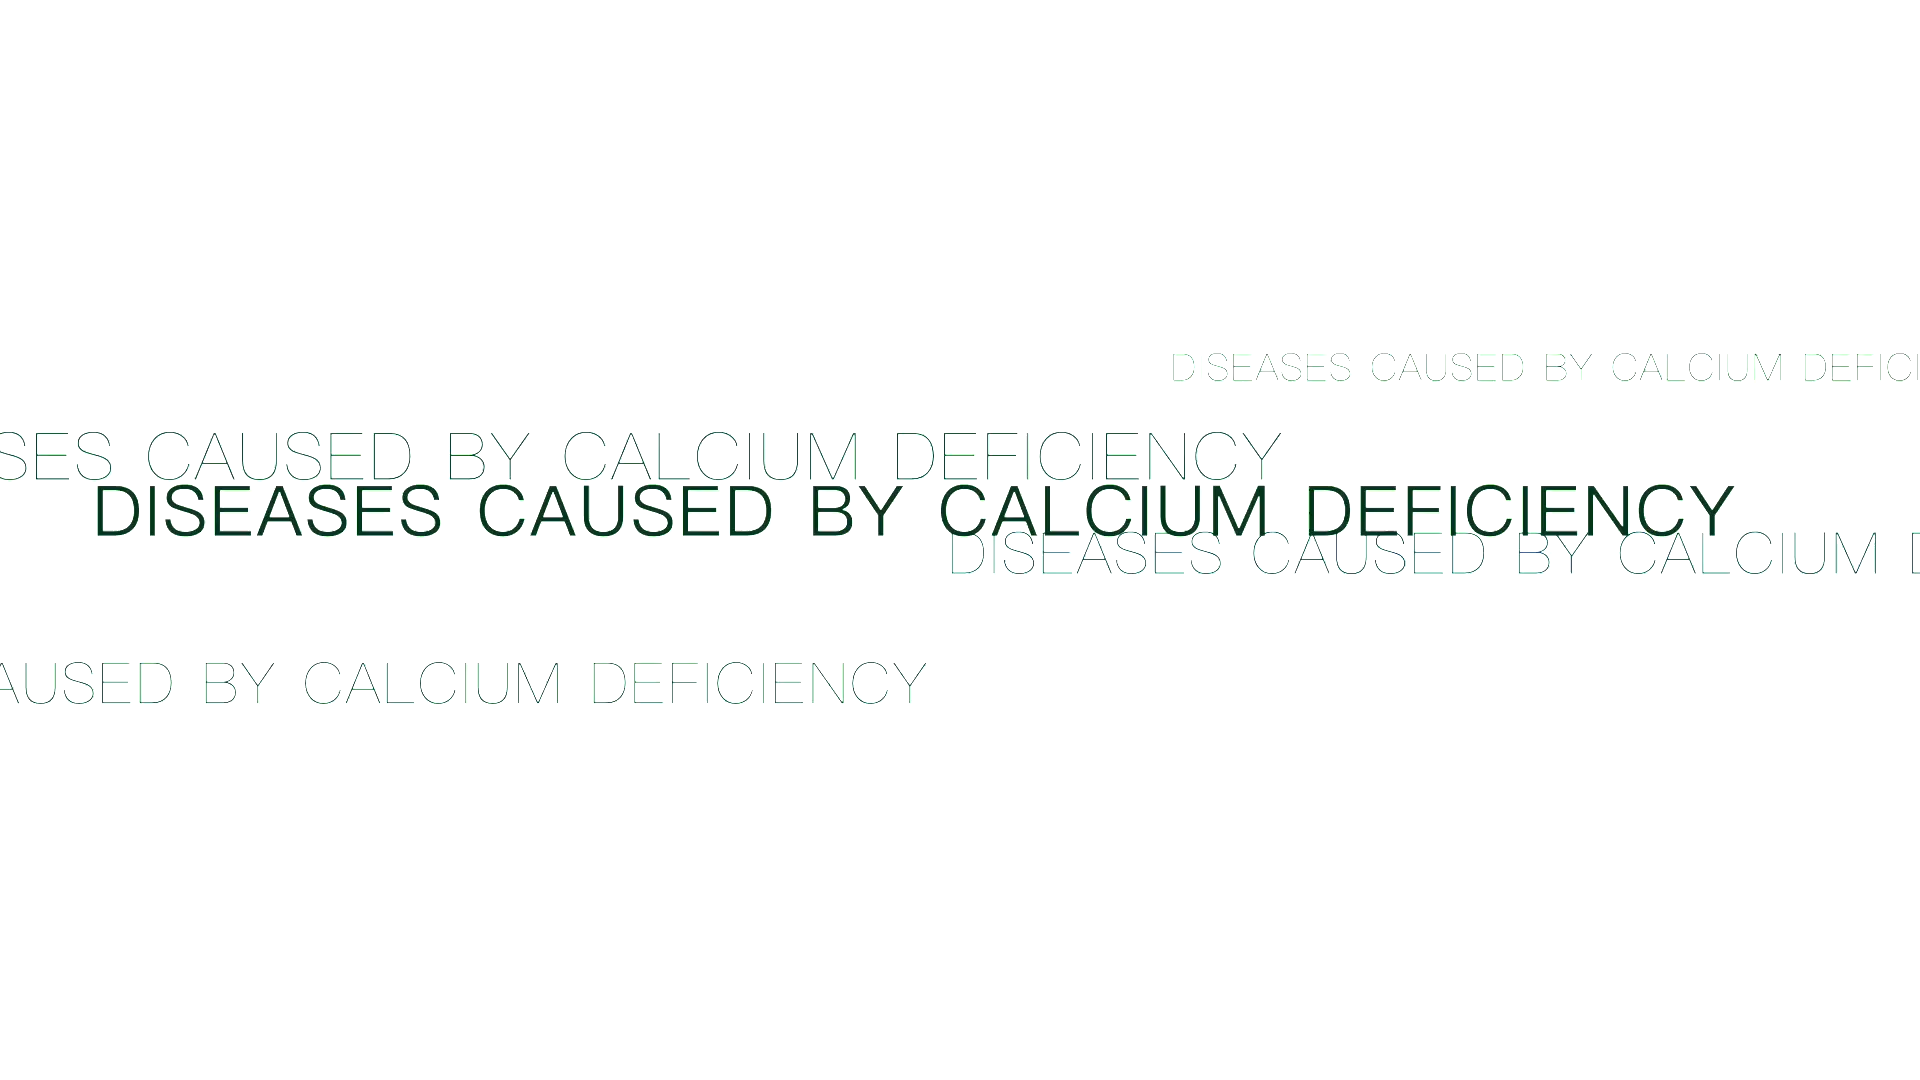 D SEASES CAUSED BY CALCIUM DEFICI
SES CAUSED BY CALCIUM DEFICIENCY
DISEASES CAUSED BY CALCIUM DEFICIENCY
DISEASES CAUSED BY CALCIUM D
AUSED BY CALCIUM DEFICIENCY